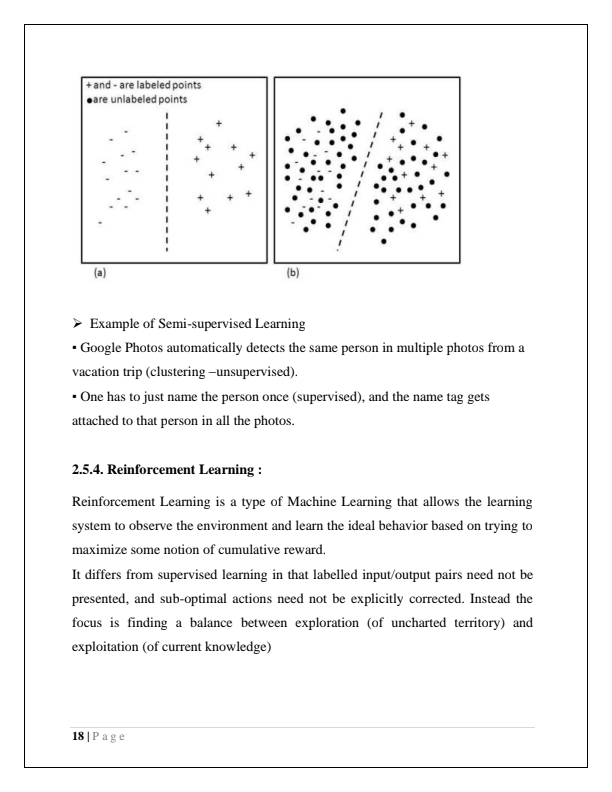 + and - are labeled points
●are unlabeled points
(a)
(b)
➢ Example of Semi-supervised Learning
▪ Google Photos automatically detects the same person in multiple photos from a
vacation trip (clustering –unsupervised).
▪ One has to just name the person once (supervised), and the name tag gets
attached to that person in all the photos.
2.5.4. Reinforcement Learning :
Reinforcement Learning is a type of Machine Learning that allows the learning
system to observe the environment and learn the ideal behavior based on trying to
maximize some notion of cumulative reward.
It differs from supervised learning in that labelled input/output pairs need not be
presented, and sub-optimal actions need not be explicitly corrected. Instead the
focus is finding a balance between exploration (of uncharted territory) and
exploitation (of current knowledge)
18 | P a g e